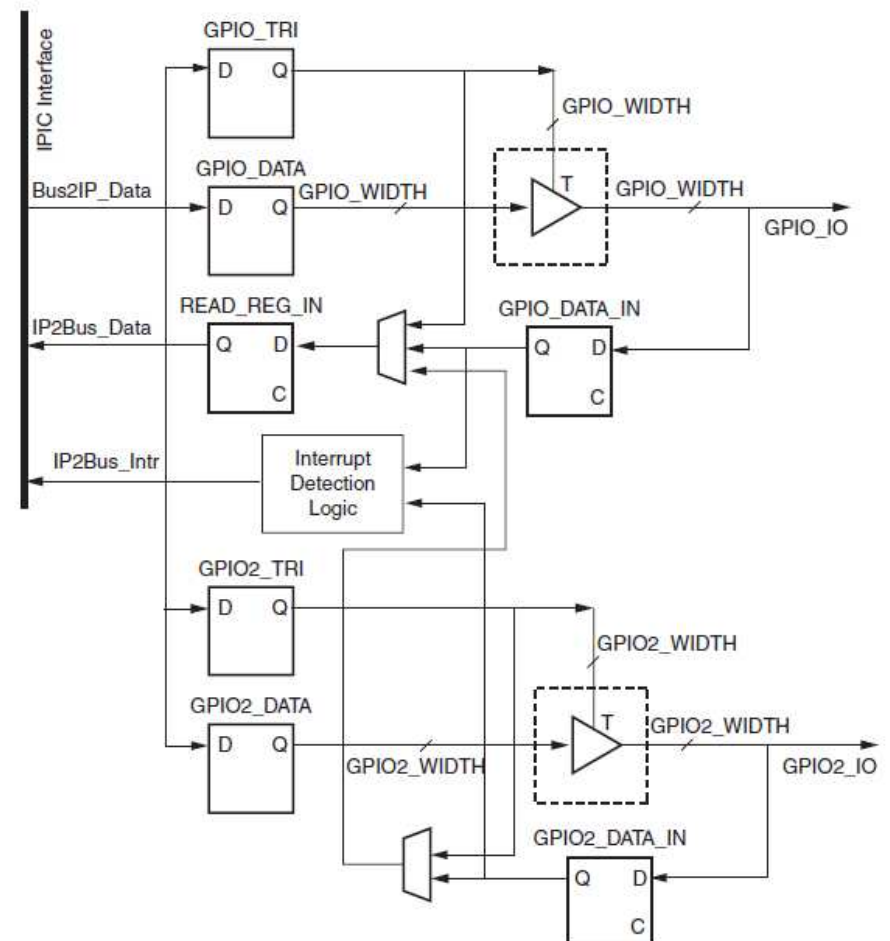 GPIO_TRI
D Q
IPIC Interface
GPIO_WIDTH
GPIO_DATA
Bus2IP_Data
D Q
GPIO_WIDTH
T
GPIO_WIDTH
GPIO_IO
READ_REG_IN
GPIO_DATA_IN
IP2Bus_Data
Q D
C
Q D
C
IP2Bus_Intr
Interrupt
Detection
Logic
GPIO2_TRI
D Q
GPIO2_WIDTH
GPIO2_DATA
D Q
GPIO2_WIDTH
T
GPIO2_WIDTH
GPIO2_IO
GPIO2_DATA_IN
Q D
C